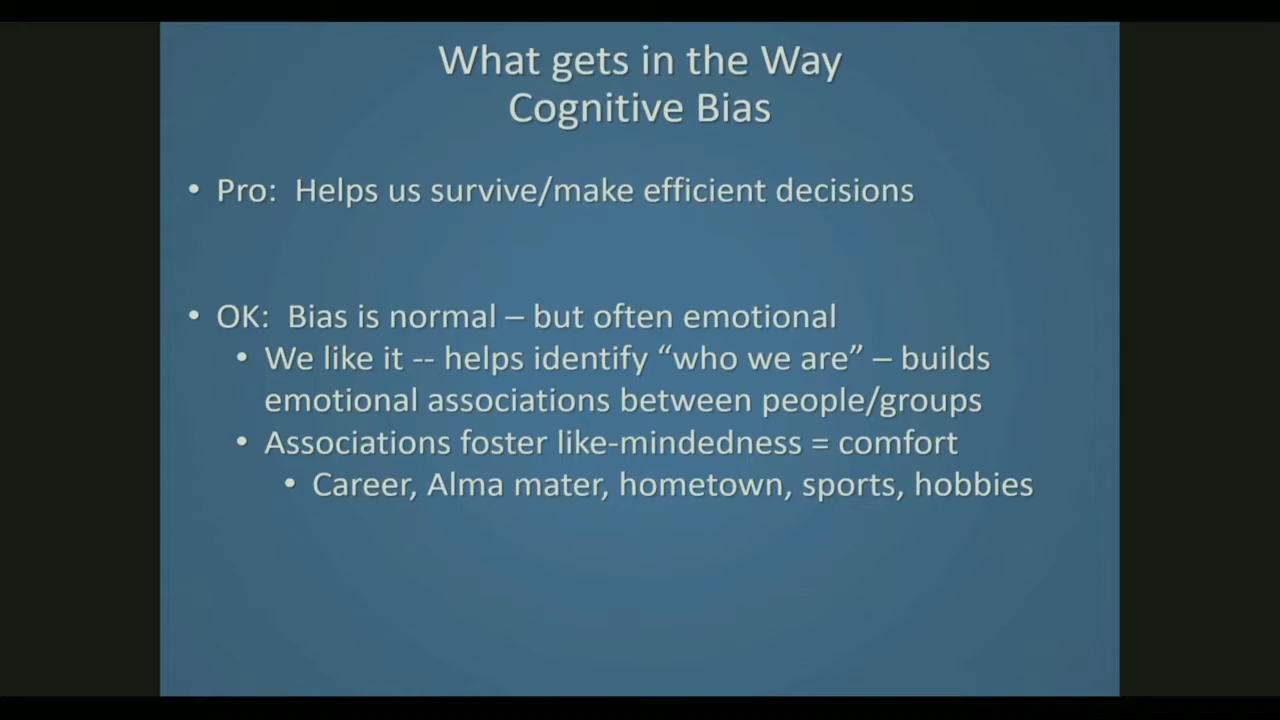 What gets in the Way
Cognitive Bias
• Pro:  Helps us survive/make efficient decisions
• OK:  Bias is normal – but often emotional
• We like it -- helps identify “who we are” – builds
emotional associations between people/groups
• Associations foster like-mindedness = comfort
• Career, Alma mater, hometown, sports, hobbies